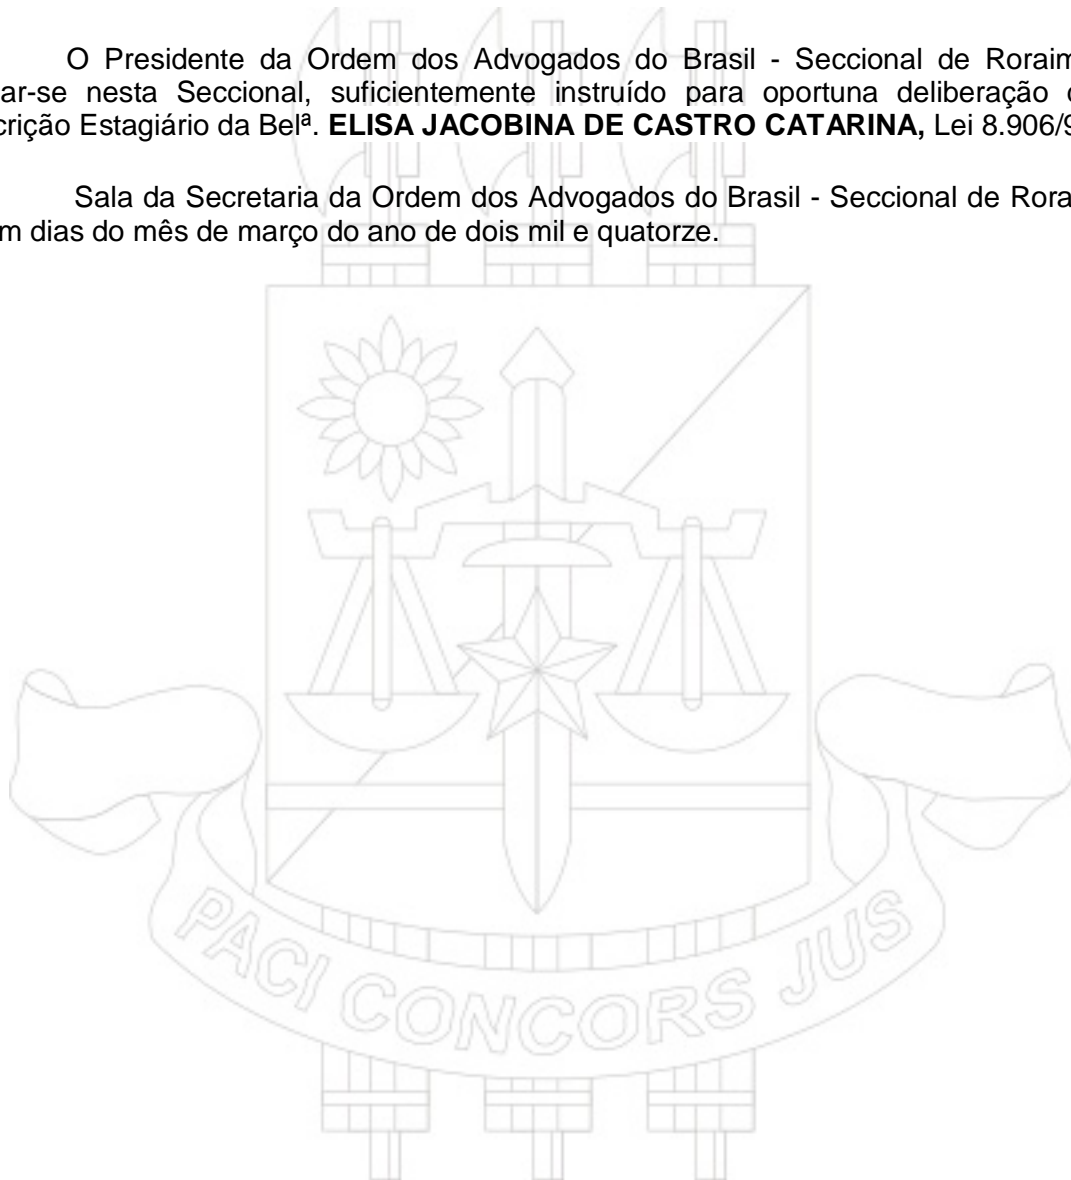 O Presidente da Ordem dos Advogados do Brasil - Seccional de Roraim
ar-se nesta Seccional, suficientemente instruído para oportuna deliberação
crição Estagiário da Belª. ELISA JACOBINA DE CASTRO CATARINA, Lei 8.906/9
Sala da Secretaria da Ordem dos Advogados do Brasil - Seccional de Rora
m dias do mês de março do ano de dois mil e quatorze.
PACI CONCORS JUS